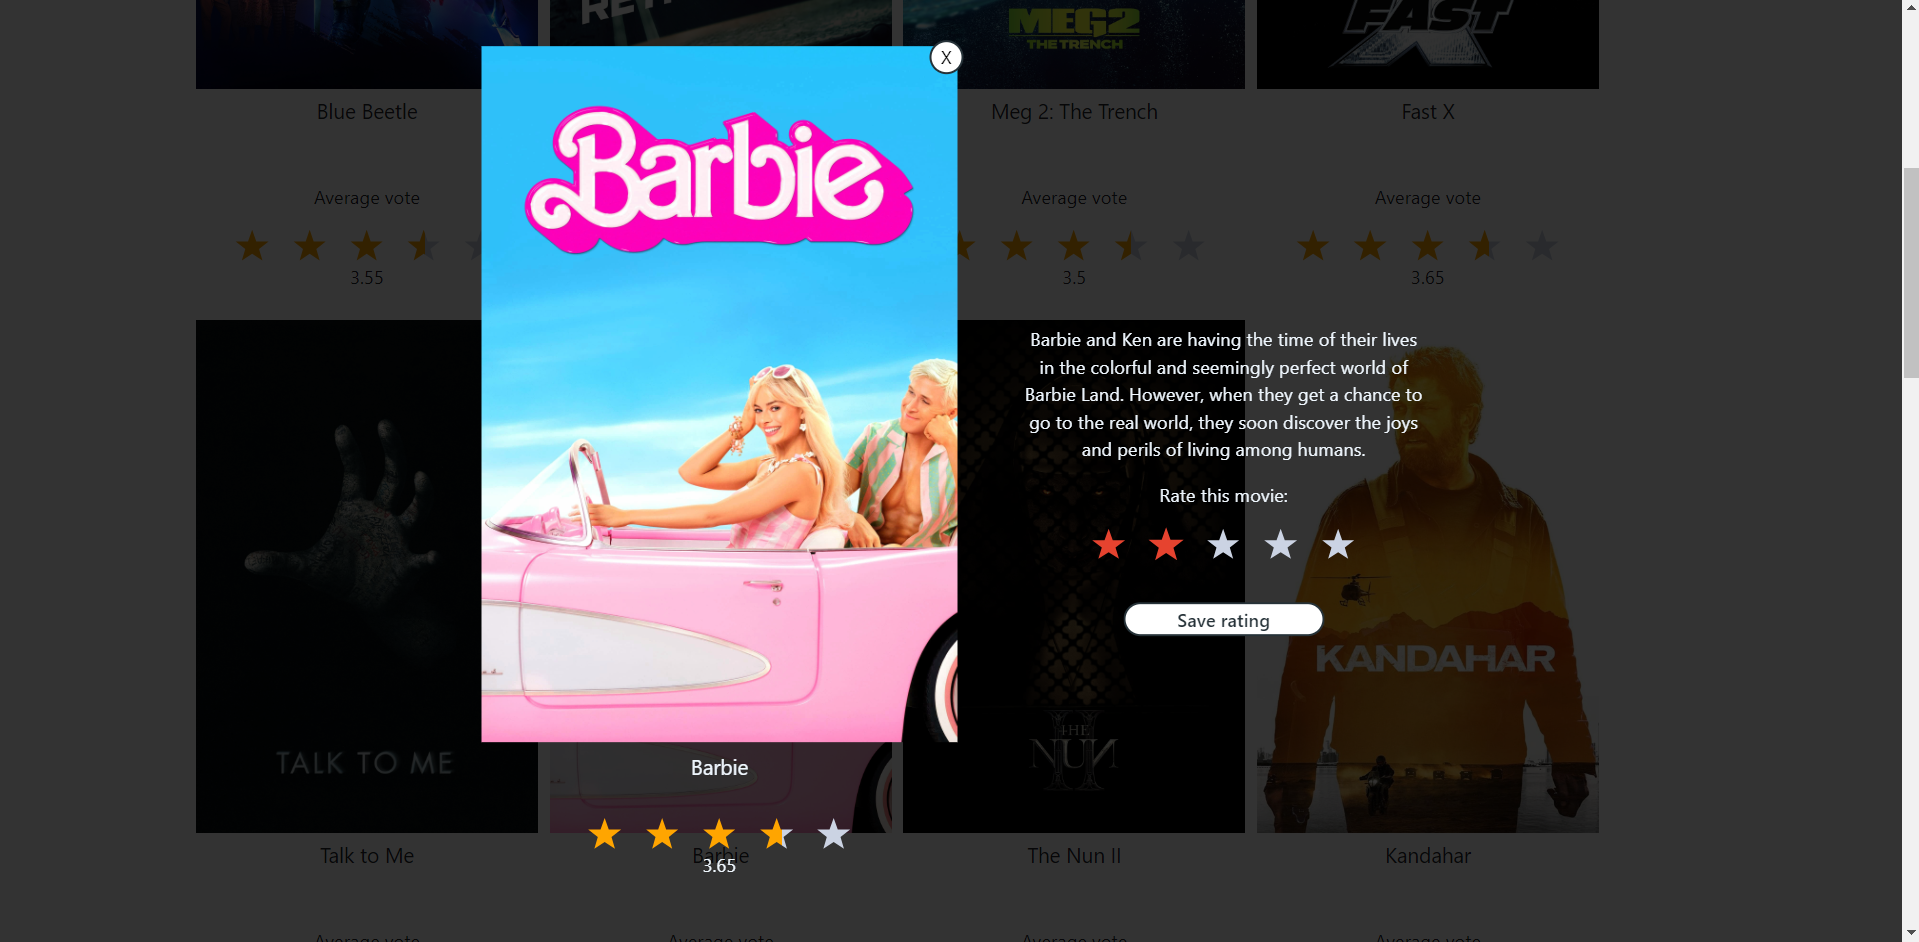 MEG2
THE TRENCH
FAST
X
Blue Beetle
Meg 2: The Trench
Fast X
Average vote
Average vote
Average vote
3.55
3.5
3.65
X
Barbie
Barbie and Ken are having the time of their lives
in the colorful and seemingly perfect world of
Barbie Land. However, when they get a chance to
go to the real world, they soon discover the joys
and perils of living among humans.
Rate this movie:
Save rating
KANDAHAR
TALK TO ME
THE
NUN
II
Barbie
3.65
Talk to Me
Barbie
The Nun II
Kandahar
Average vote
Average vote
Average vote
Average vote